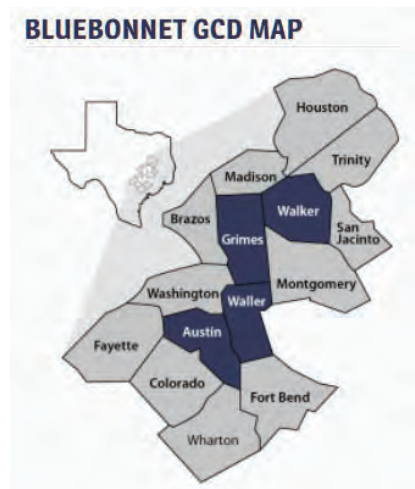 BLUEBONNET GCD MAP
Houston
Trinity
Madison
Walker
Brazos
San
Jacinto
Grimes
Montgomery
Washington
Waller
Austin
Fayette
Colorado
Fort Bend
Wharton